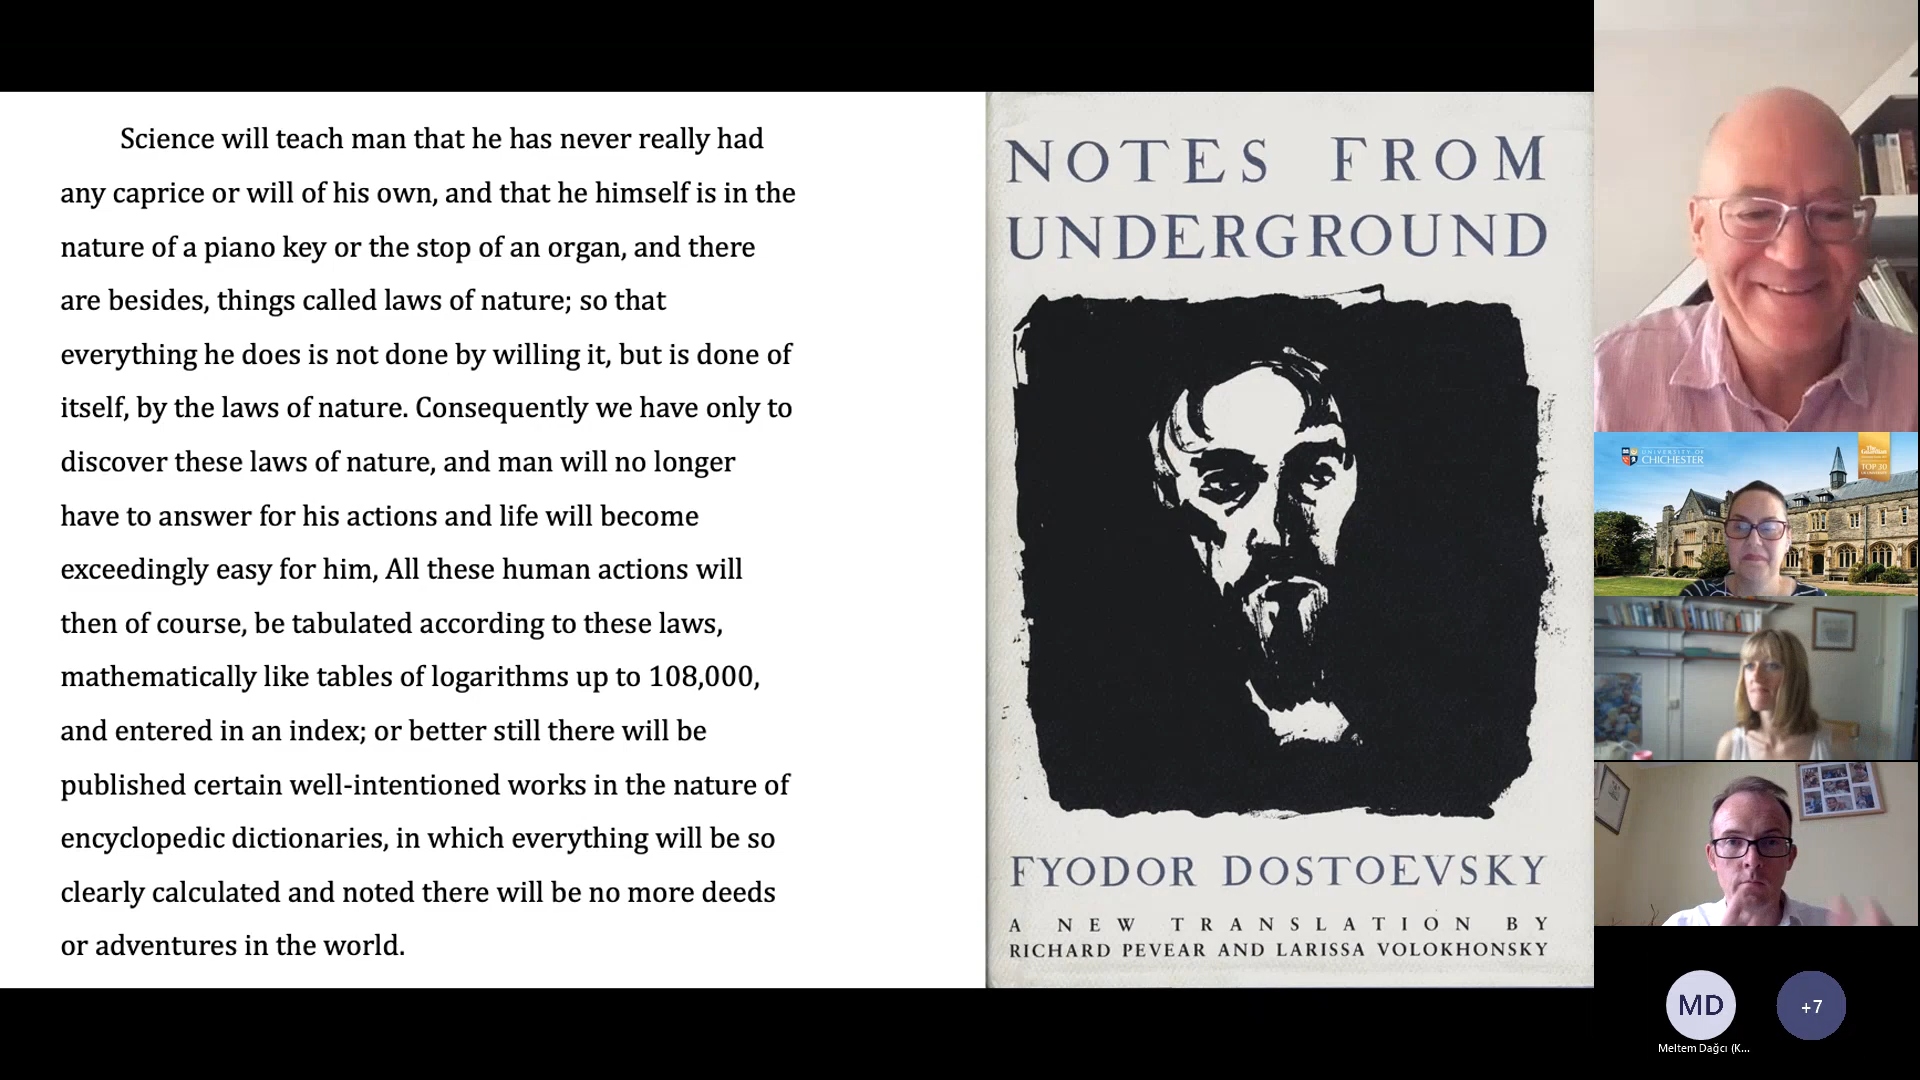 Science will teach man that he has never really had
any caprice or will of his own, and that he himself is in the
nature of a piano key or the stop of an organ, and there
are besides, things called laws of nature; so that
everything he does is not done by willing it, but is done of
itself, by the laws of nature. Consequently we have only to
discover these laws of nature, and man will no longer
have to answer for his actions and life will become
exceedingly easy for him, All these human actions will
then of course, be tabulated according to these laws,
mathematically like tables of logarithms up to 108,000,
and entered in an index; or better still there will be
published certain well-intentioned works in the nature of
encyclopedic dictionaries, in which everything will be so
clearly calculated and noted there will be no more deeds
or adventures in the world.
NOTES FROM
UNDERGROUND
FYODOR DOSTOEVSKY
A NEW TRANSLATION BY
RICHARD PEVEAR AND LARISSA VOLOKHONSKY
UNIVERSITY OF
CHICHESTER
The
Guardian
TOP 30
MD
+7
Meltem Dağcı (K...